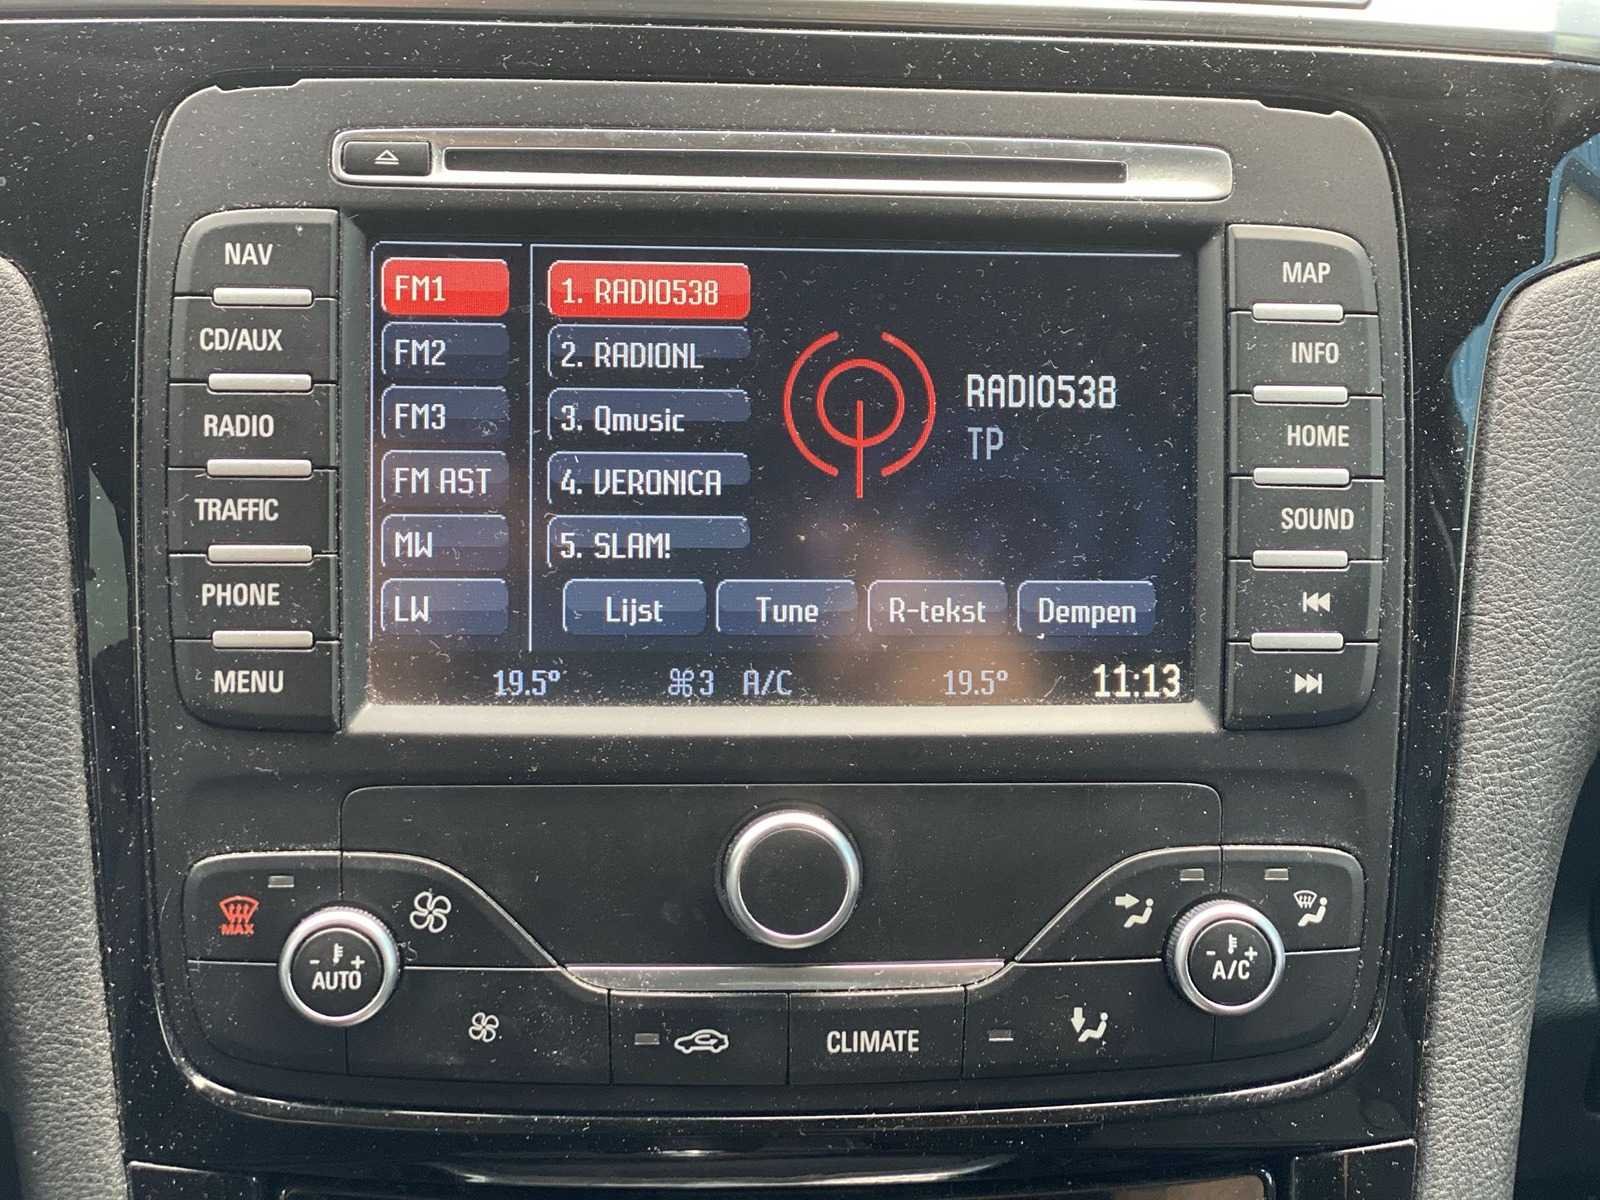 NAV
CD/AUX
RADIO
TRAFFIC
PHONE
MENU
FM1
FM2
FM3
FM AST
MW
LW
1. RADIO538
2. RADIONL
3. Qmusic
4. VERONICA
5. SLAM!
RADIO538
TP
Lijst Tune R-tekst Dempen
19.5° ⌘3 A/C 19.5° 11:13
MAP
INFO
HOME
SOUND
MAX
- +
AUTO
CLIMATE
- +
A/C